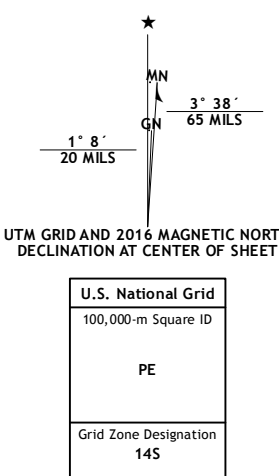 ★
MN
3° 38´
65 MILS
GN
1° 8´
20 MILS
UTM GRID AND 2016 MAGNETIC NORT
DECLINATION AT CENTER OF SHEET
U.S. National Grid
100,000-m Square ID
PE
Grid Zone Designation
14S